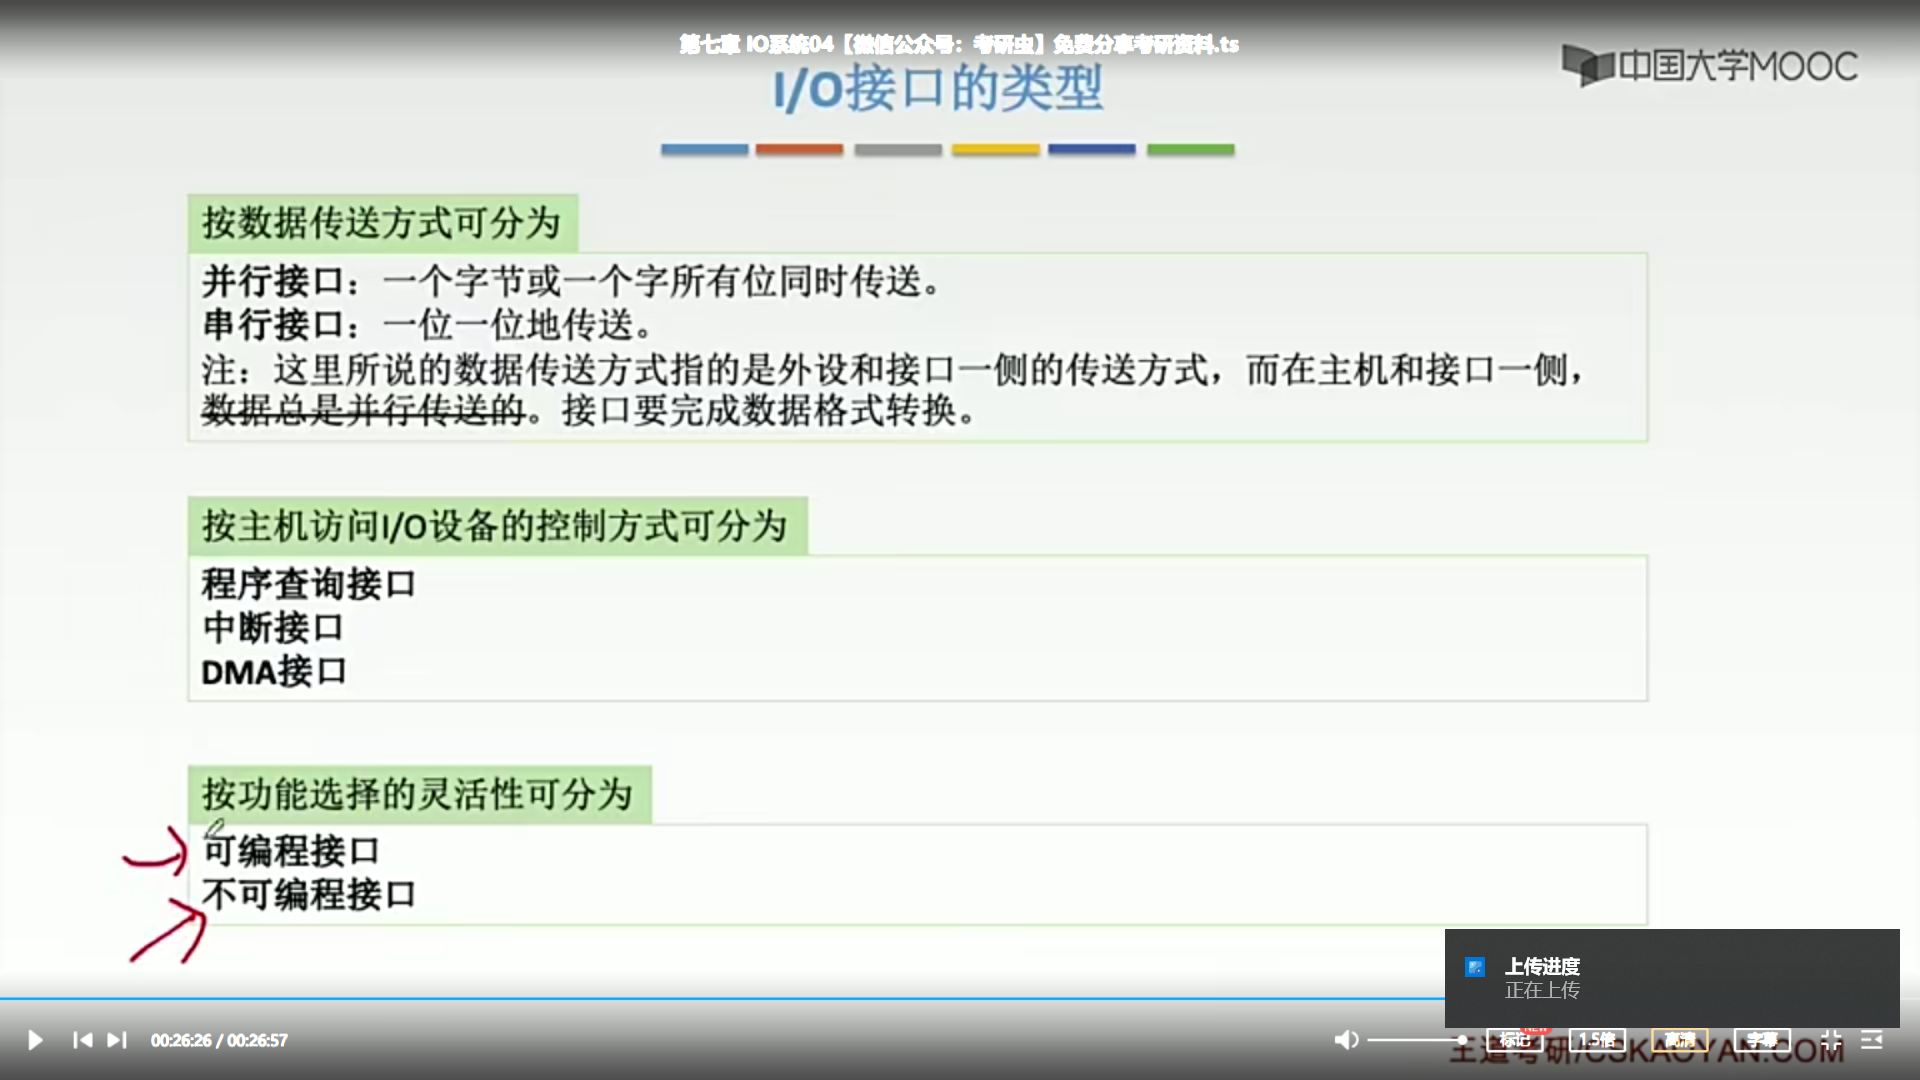 第七章 IO系统04【微信公众号：考研虫】免费分享考研资料.ts
I/O接口的类型
中国大学MOOC
按数据传送方式可分为
并行接口：一个字节或一个字所有位同时传送。
串行接口：一位一位地传送。
注：这里所说的数据传送方式指的是外设和接口一侧的传送方式，而在主机和接口一侧，
数据总是并行传送的。接口要完成数据格式转换。
按主机访问I/O设备的控制方式可分为
程序查询接口
中断接口
DMA接口
按功能选择的灵活性可分为
可编程接口
不可编程接口
上传进度
正在上传
00:26:26 / 00:26:57
NEW
标记
1.5倍
高清
字幕
王道考研/CSKAOYAN.COM